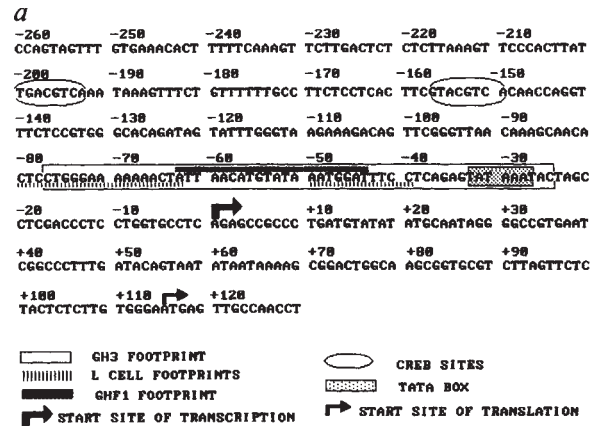 a
-260 -250 -240 -230 -220 -210
CCAGTAGTTT GTGAAACACT TTTTCAAAGT TCTTGACTCT CTCTTAAAGT TCCCACTTAT
-200 -190 -180 -170 -160 -150
TGACGTCAAA TAAAGTTTCT GTTTTTTGCC TTCTCCTCAC TTCGTACGTC ACAACCAGGT
-140 -130 -120 -110 -100 -90
TTCTCCGTGG GCACAGATAG TATTTGGGTA AGAAAGACAG TTCGGGTTAA CAAAGCAACA
-80 -70 -60 -50 -40 -30
CTCCTGGGAA AAAAACTATT AACATGTATA AATGGATTTC CTCAGAGTAT AAATACTAGC
-20 -10 +10 +20 +30
CTCGACCCTC CTGGTGCCTC AGAGCCGCCC TGATGTATAT ATGCAATAGG GGCCGTGAAT
+40 +50 +60 +70 +80 +90
CGGCCCTTTG ATACAGTAAT ATAATAAAAG CGGACTGGCA AGCGGTGCGT CTTAGTTCTC
+100 +110 +120
TACTCTCTTG TGGGAATGAG TTGCCAACCT
GH3 FOOTPRINT
L CELL FOOTPRINTS
GHF1 FOOTPRINT
START SITE OF TRANSCRIPTION
CREB SITES
TATA BOX
START SITE OF TRANSLATION